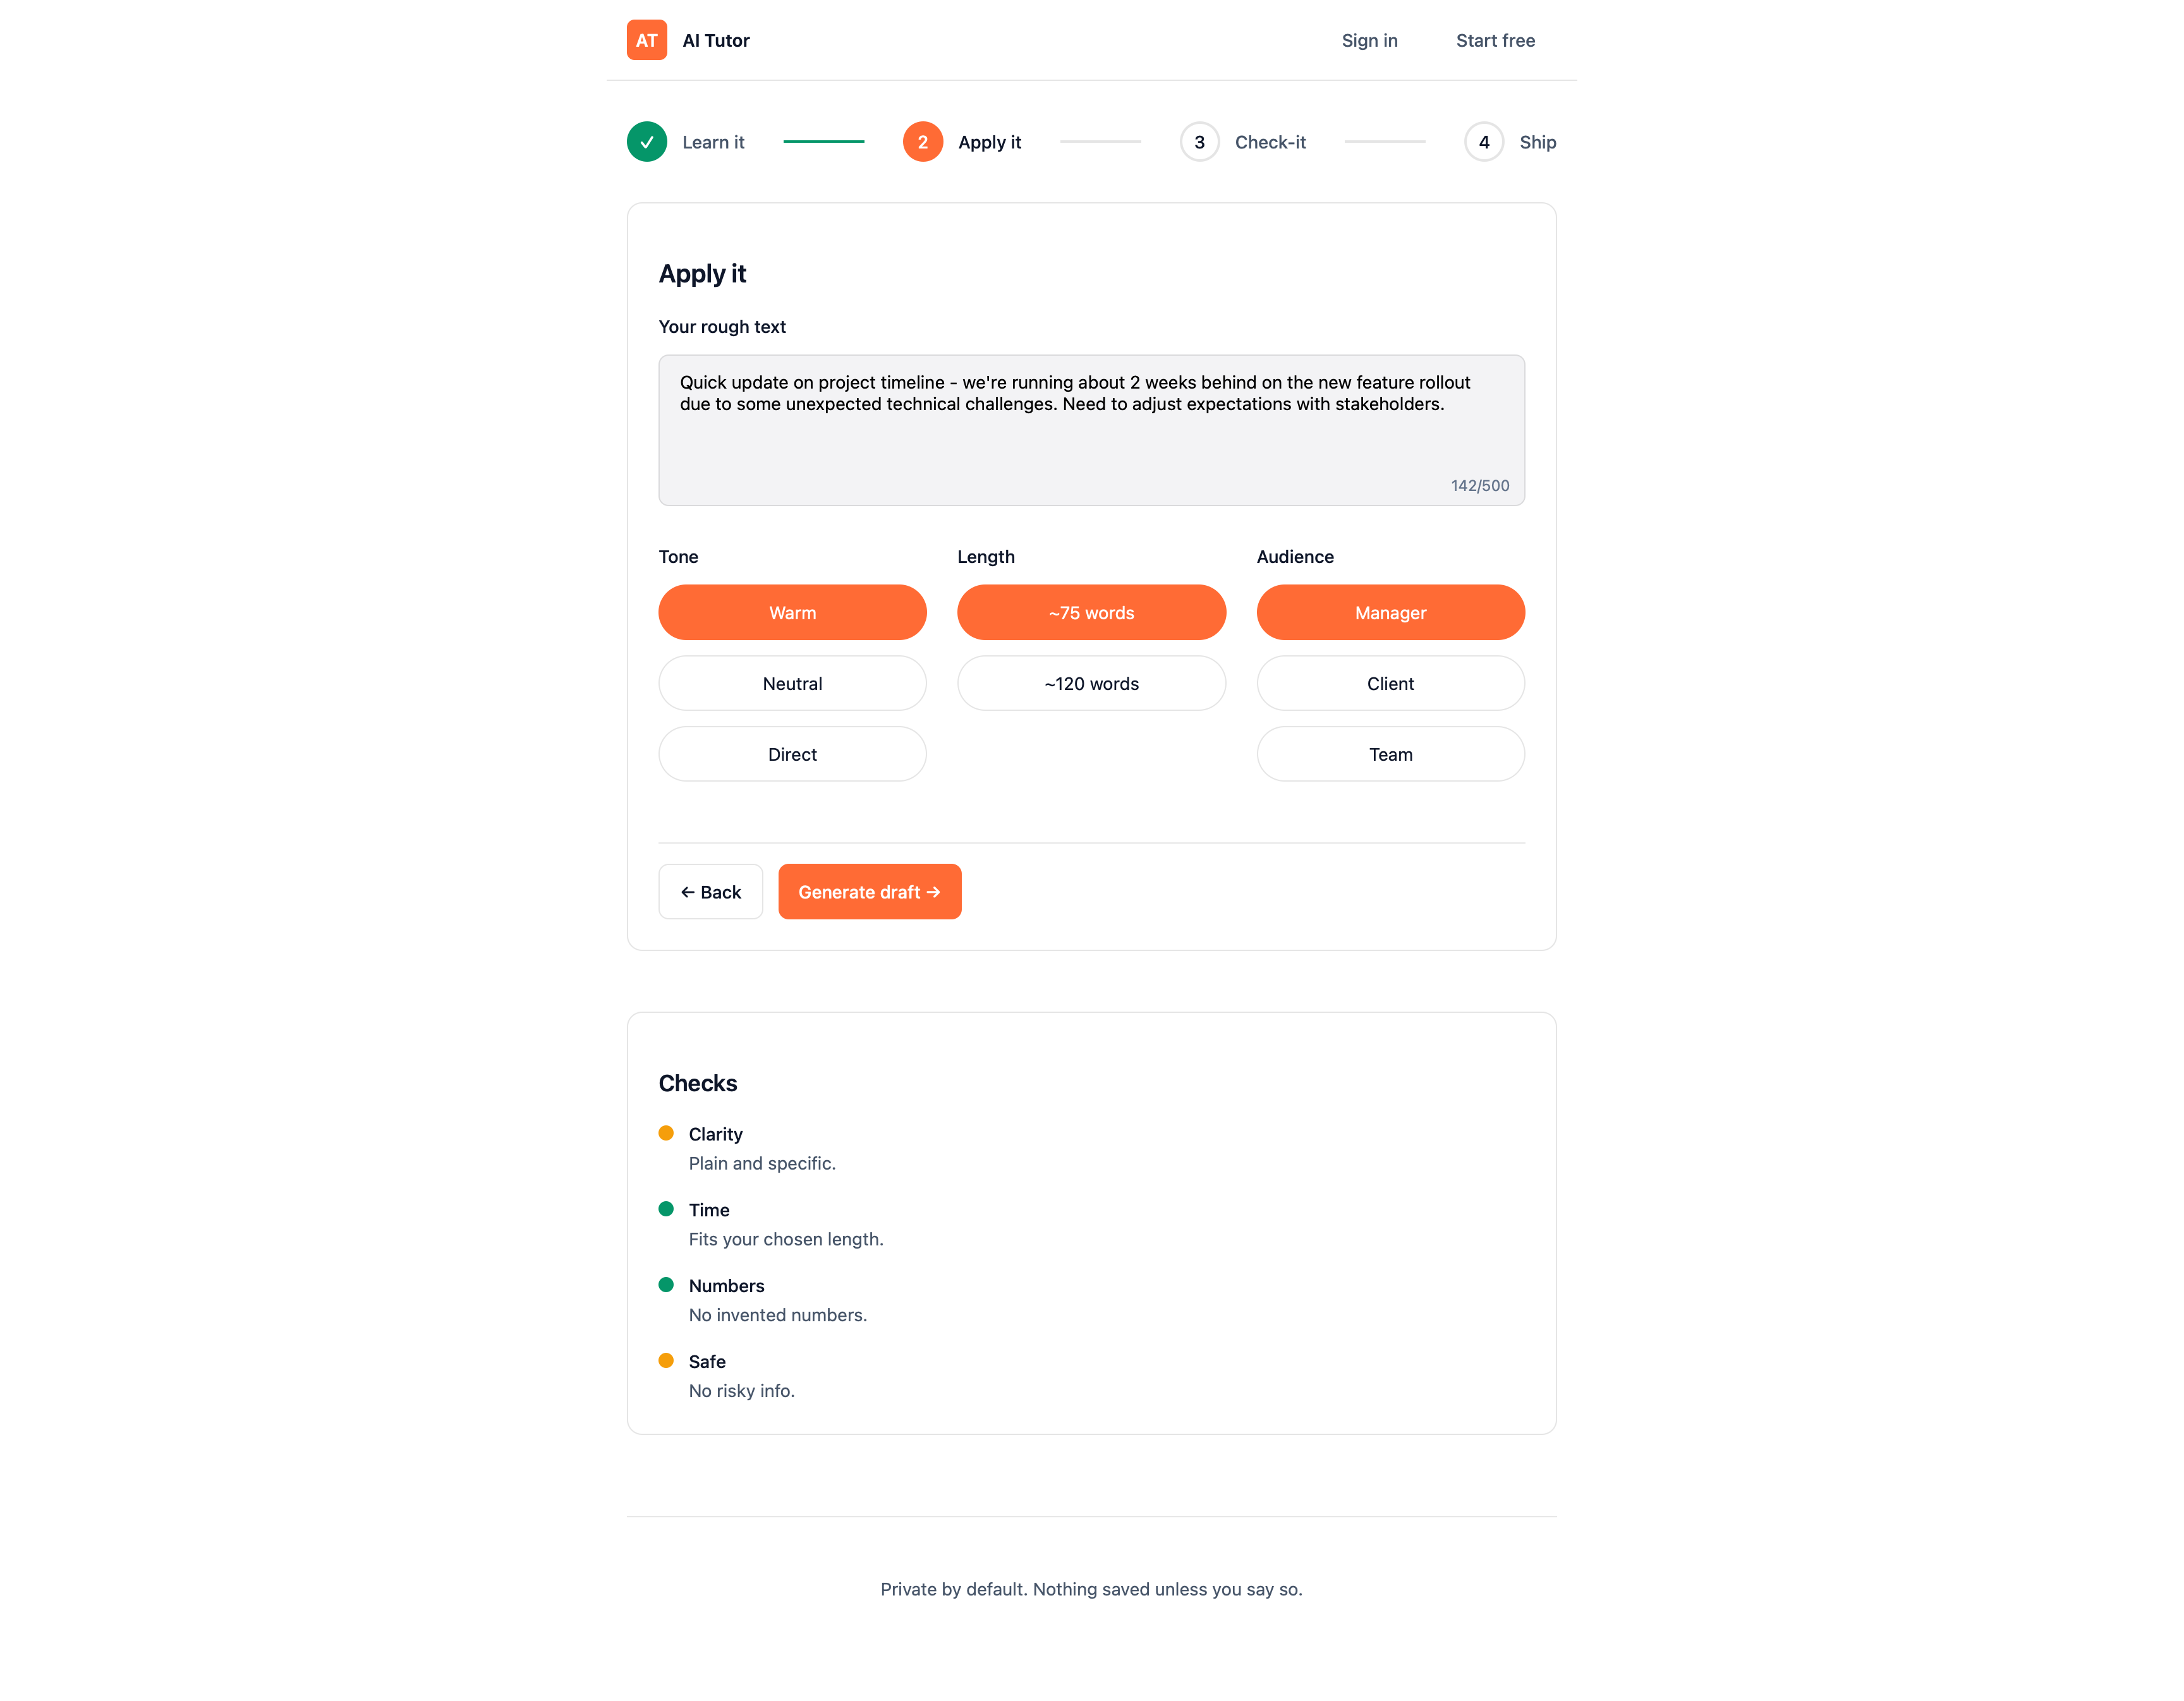 AT AI Tutor Sign in Start free
Learn it 2 Apply it 3 Check-it 4 Ship
Apply it
Your rough text
Quick update on project timeline - we're running about 2 weeks behind on the new feature rollout
due to some unexpected technical challenges. Need to adjust expectations with stakeholders.
142/500
Tone Length Audience
Warm ~75 words Manager
Neutral ~120 words Client
Direct Team
← Back Generate draft →
Checks
Clarity
Plain and specific.
Time
Fits your chosen length.
Numbers
No invented numbers.
Safe
No risky info.
Private by default. Nothing saved unless you say so.